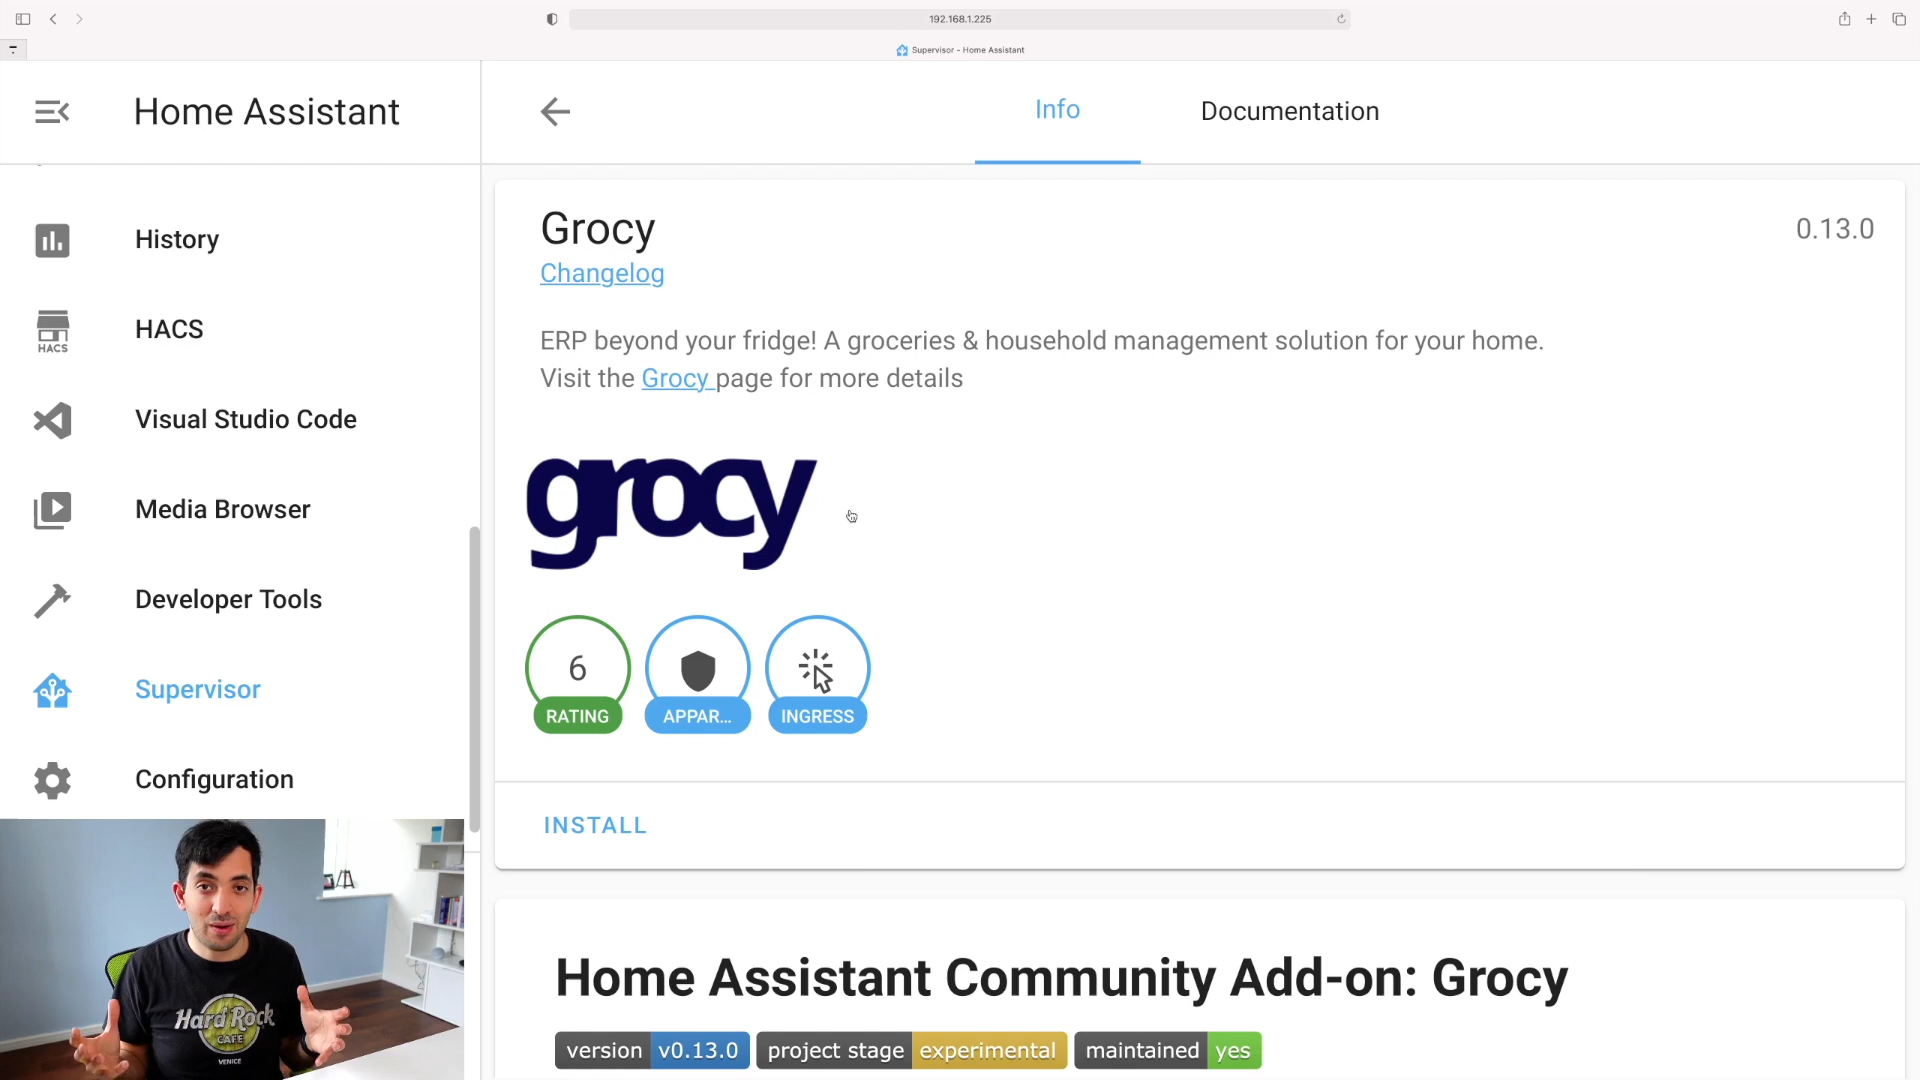 192.168.1.225
Supervisor - Home Assistant
Home Assistant
Info
Documentation
History
HACS
HACS
Visual Studio Code
Media Browser
Developer Tools
Supervisor
Configuration
Grocy
0.13.0
Changelog
ERP beyond your fridge! A groceries & household management solution for your home.
Visit the Grocy page for more details
grocy
6
RATING
APPAR...
INGRESS
INSTALL
Home Assistant Community Add-on: Grocy
version v0.13.0
project stage experimental
maintained yes
Hard Rock
CAFE
VENICE